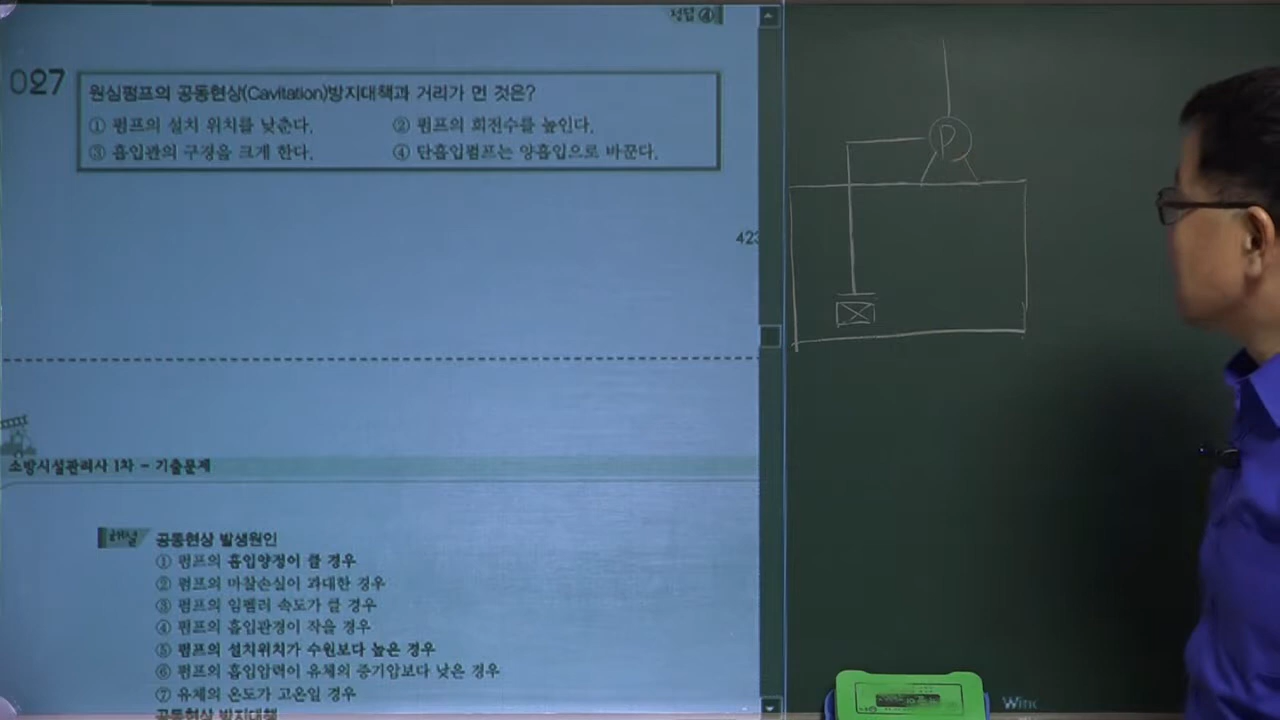 정답 ④
027
원심펌프의 공동현상(Cavitation)방지대책과 거리가 먼 것은?
① 펌프의 설치 위치를 낮춘다.
② 펌프의 회전수를 높인다.
③ 흡입관의 구경을 크게 한다.
④ 단흡입펌프는 양흡입으로 바꾼다.
423
P
소방시설관리사 1차 - 기출문제
해설
공동현상 발생원인
① 펌프의 흡입양정이 클 경우
② 펌프의 마찰손실이 과대한 경우
③ 펌프의 임펠러 속도가 클 경우
④ 펌프의 흡입관경이 작을 경우
⑤ 펌프의 설치위치가 수원보다 높은 경우
⑥ 펌프의 흡입압력이 유체의 증기압보다 낮은 경우
⑦ 유체의 온도가 고온일 경우
공동현상 방지대책